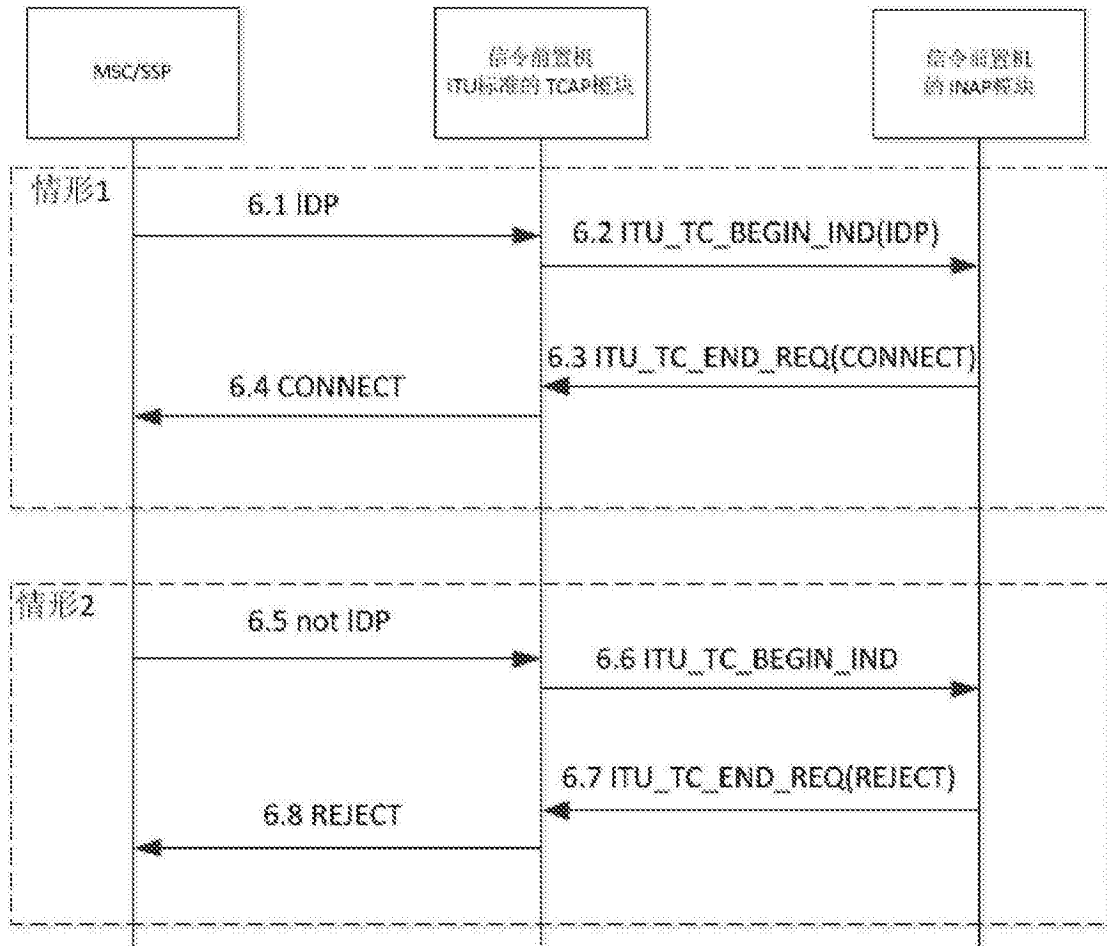 MSC/SSP
信令前置机
ITU标准的 TCAP模块
信令前置机
的 INAP模块
情形1
6.1 IDP
6.2 ITU_TC_BEGIN_IND(IDP)
6.3 ITU_TC_END_REQ(CONNECT)
6.4 CONNECT
情形2
6.5 not IDP
6.6 ITU_TC_BEGIN_IND
6.7 ITU_TC_END_REQ(REJECT)
6.8 REJECT